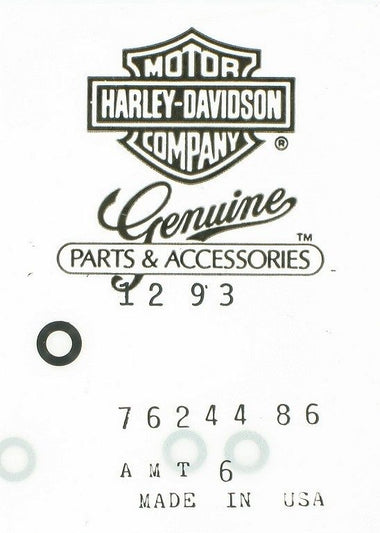 MOTOR
HARLEY-DAVIDSON
COMPANY
®
Genuine
™
PARTS & ACCESSORIES
12 93
76244 86
AMT 6
MADE IN USA